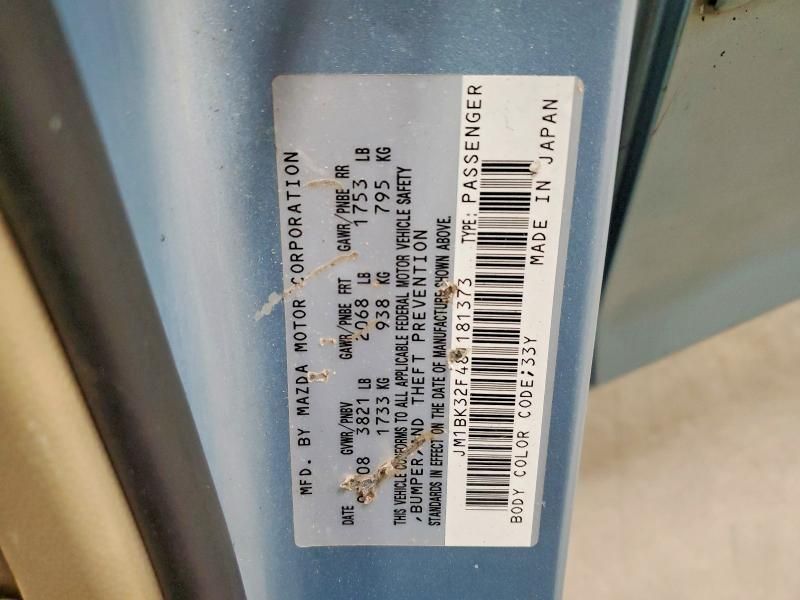 MFD. BY MAZDA MOTOR CORPORATION
GVWR/PNBV GAWR/PNBE FRT GAWR/PNBE RR
DATE 3821 LB 2068 LB 1753 LB
1733 KG 938 KG 795 KG
THIS VEHICLE CONFORMS TO ALL APPLICABLE FEDERAL MOTOR VEHICLE SAFETY
, BUMPER, AND THEFT PREVENTION
STANDARDS IN EFFECT ON THE DATE OF MANUFACTURE SHOWN ABOVE.
JM1BK32F481181373 TYPE: PASSENGER
BODY COLOR CODE;33Y
MADE IN JAPAN